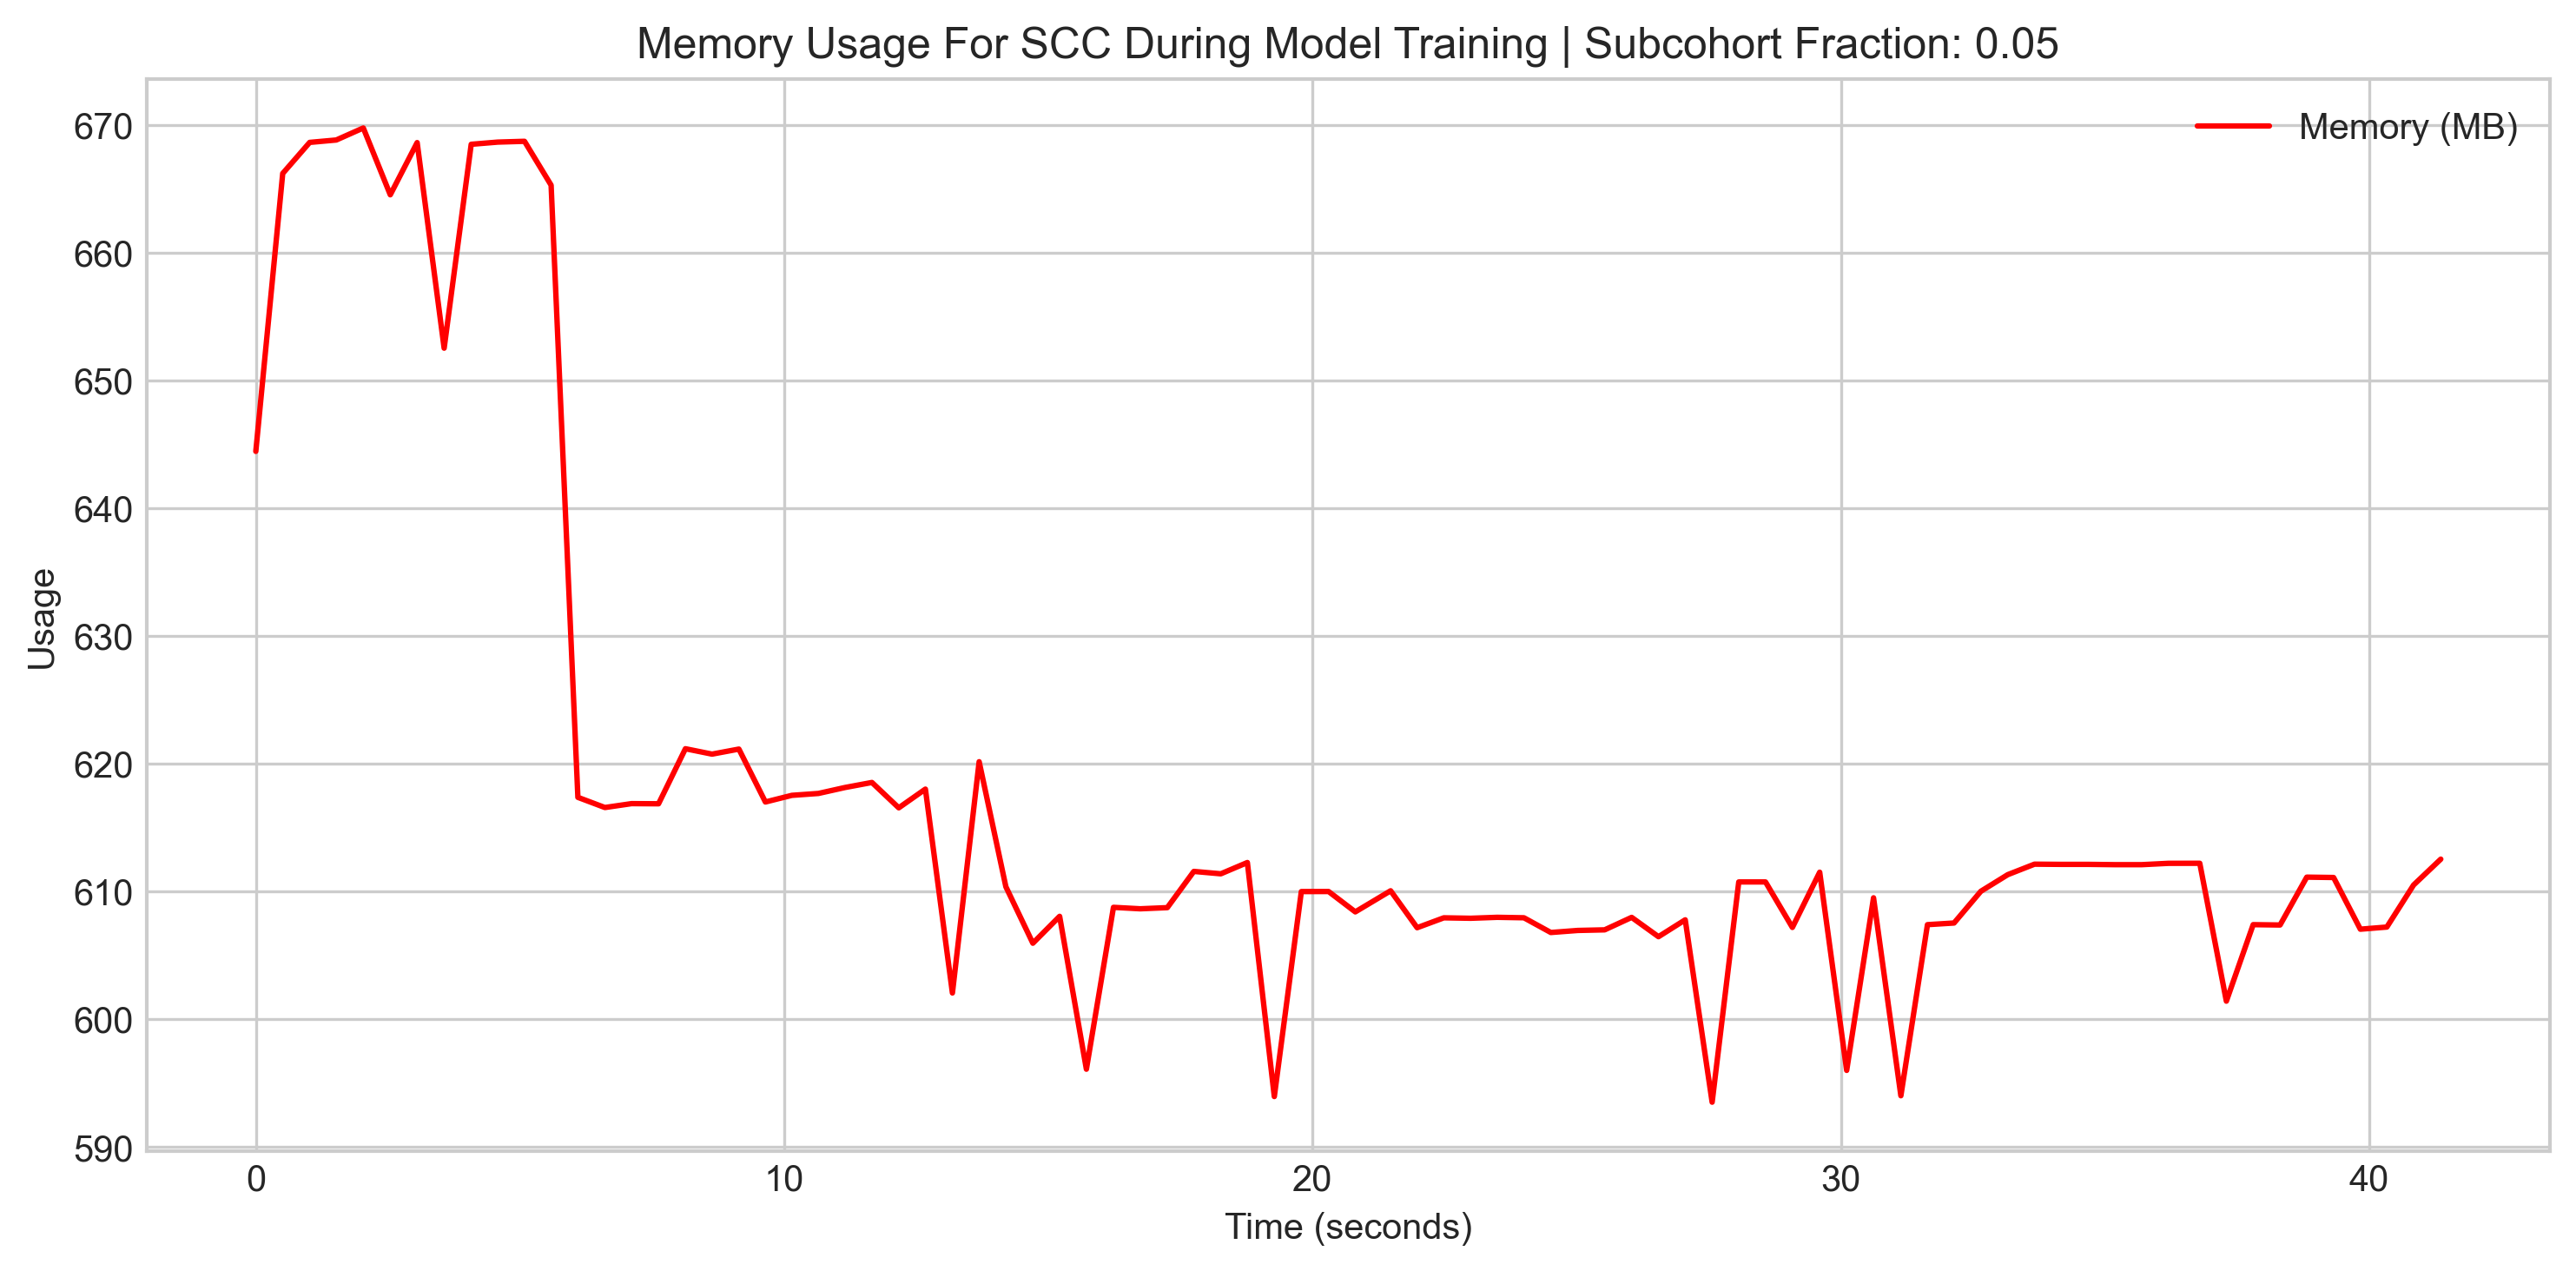 Memory Usage For SCC During Model Training | Subcohort Fraction: 0.05
Memory (MB)
670
660
650
640
630
620
610
600
590
Usage
0 10 20 30 40
Time (seconds)